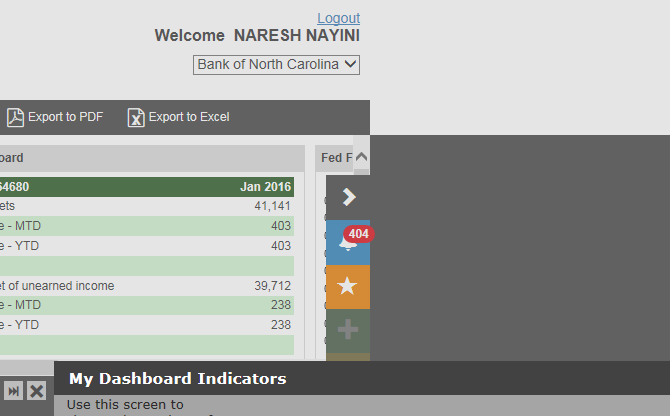 Logout
Welcome NARESH NAYINI
Bank of North Carolina
Export to PDF Export to Excel
oard Fed F
64680 Jan 2016
ets 41,141
e - MTD 403
e - YTD 403
404
et of unearned income 39,712
e - MTD 238
e - YTD 238
My Dashboard Indicators
Use this screen to